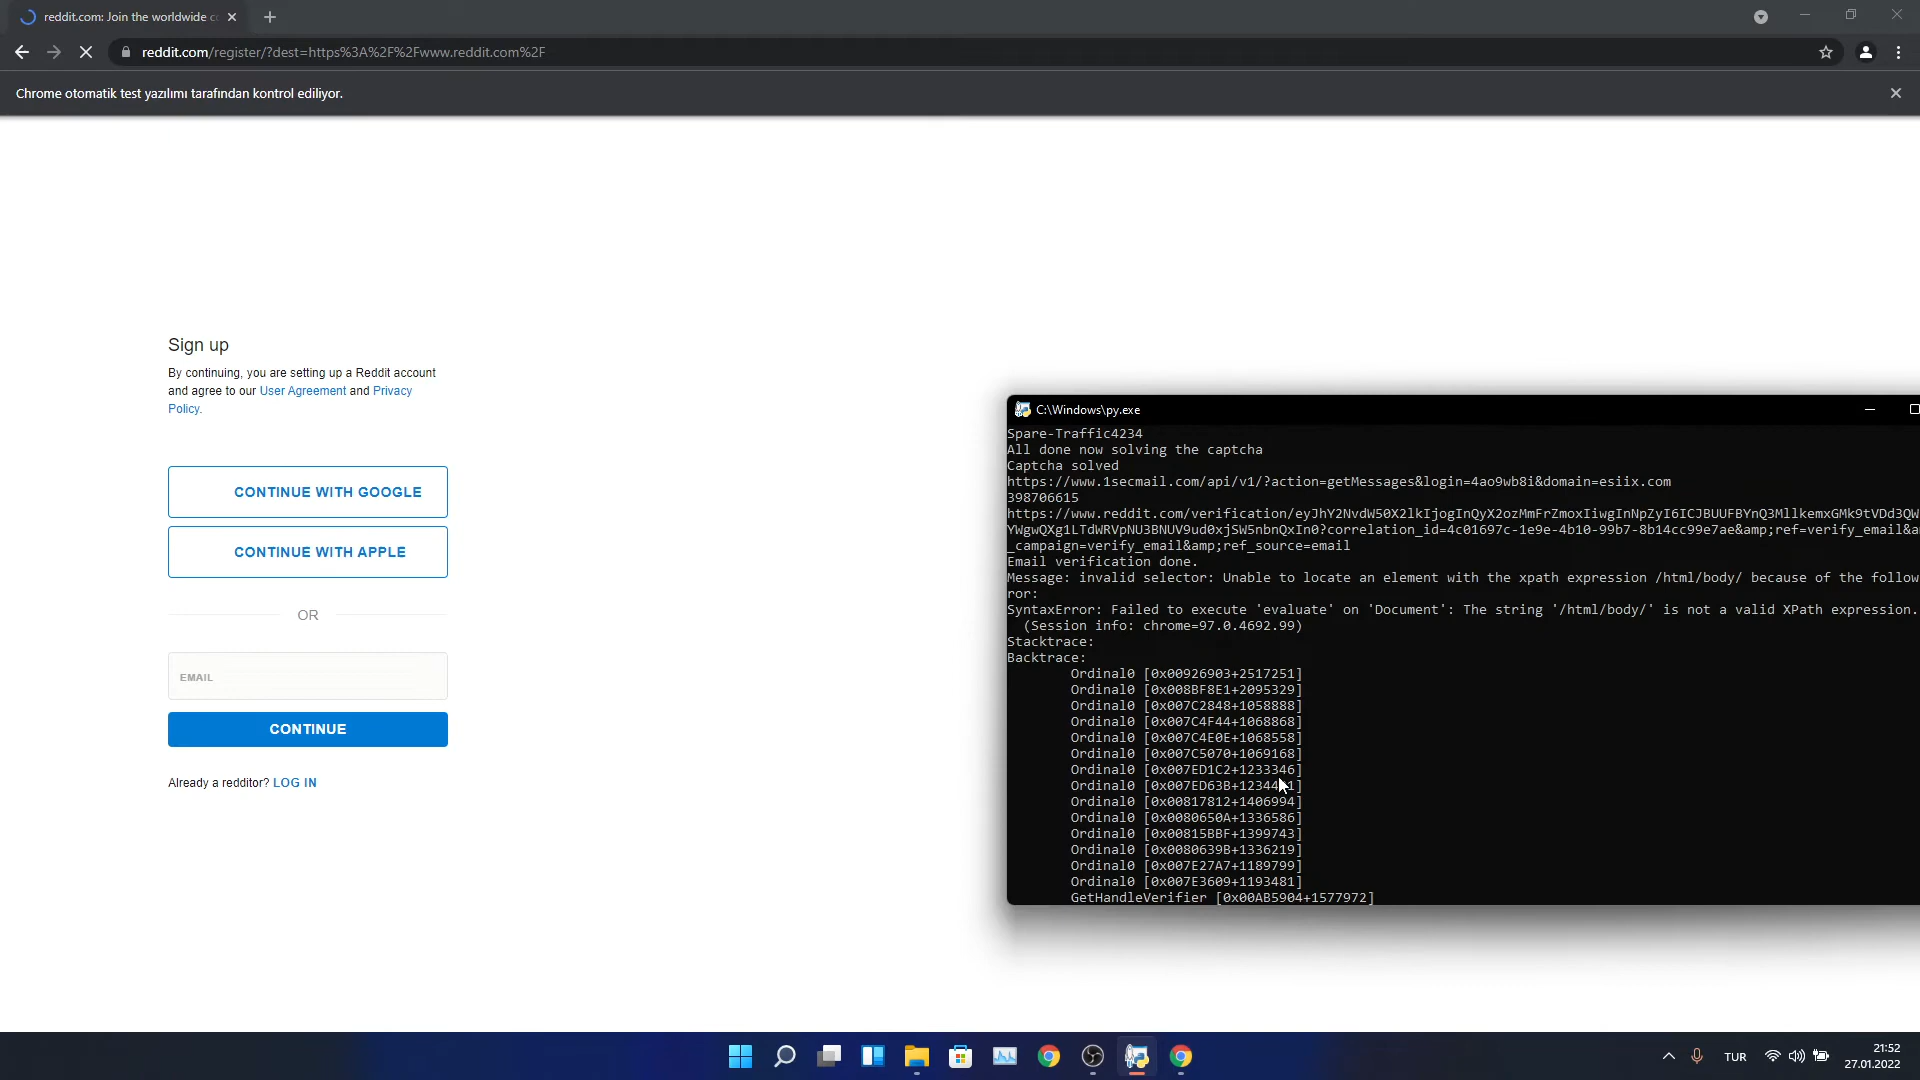 reddit.com: Join the worldwide c
reddit.com/register/?dest=https%3A%2F%2Fwww.reddit.com%2F
Chrome otomatik test yazılımı tarafından kontrol ediliyor.
Sign up
By continuing, you are setting up a Reddit account
and agree to our User Agreement and Privacy
Policy.
CONTINUE WITH GOOGLE
CONTINUE WITH APPLE
OR
EMAIL
CONTINUE
Already a redditor? LOG IN
C:\Windows\py.exe
Spare-Traffic4234
All done now solving the captcha
Captcha solved
https://www.1secmail.com/api/v1/?action=getMessages&login=4ao9wb8i&domain=esiix.com
398706615
https://www.reddit.com/verification/eyJhY2NvdW50X2lkIjogInQyX2ozMmFrZmoxIiwgInNpZyI6ICJBUUFBYnQ3MllkemxGMk9tVDd3QW
YWgwQXg1LTdWRVpNU3BNUV9ud0xjSW5nbnQxIn0?correlation_id=4c01697c-1e9e-4b10-99b7-8b14cc99e7ae&amp;ref=verify_email&a
_campaign=verify_email&amp;ref_source=email
Email verification done.
Message: invalid selector: Unable to locate an element with the xpath expression /html/body/ because of the follow
ror:
SyntaxError: Failed to execute 'evaluate' on 'Document': The string '/html/body/' is not a valid XPath expression.
(Session info: chrome=97.0.4692.99)
Stacktrace:
Backtrace:
Ordinal0 [0x00926903+2517251]
Ordinal0 [0x008BF8E1+2095329]
Ordinal0 [0x007C2848+1058888]
Ordinal0 [0x007C4F44+1068868]
Ordinal0 [0x007C4E0E+1068558]
Ordinal0 [0x007C5070+1069168]
Ordinal0 [0x007ED1C2+1233346]
Ordinal0
Ordinal0 [0x00817812+1406994]
Ordinal0 [0x0080650A+1336586]
Ordinal0 [0x00815BBF+1399743]
Ordinal0 [0x0080639B+1336219]
Ordinal0 [0x007E27A7+1189799]
Ordinal0 [0x007E3609+1193481]
GetHandleVerifier [0x00AB5904+1577972]
TUR
21:52
27.01.2022